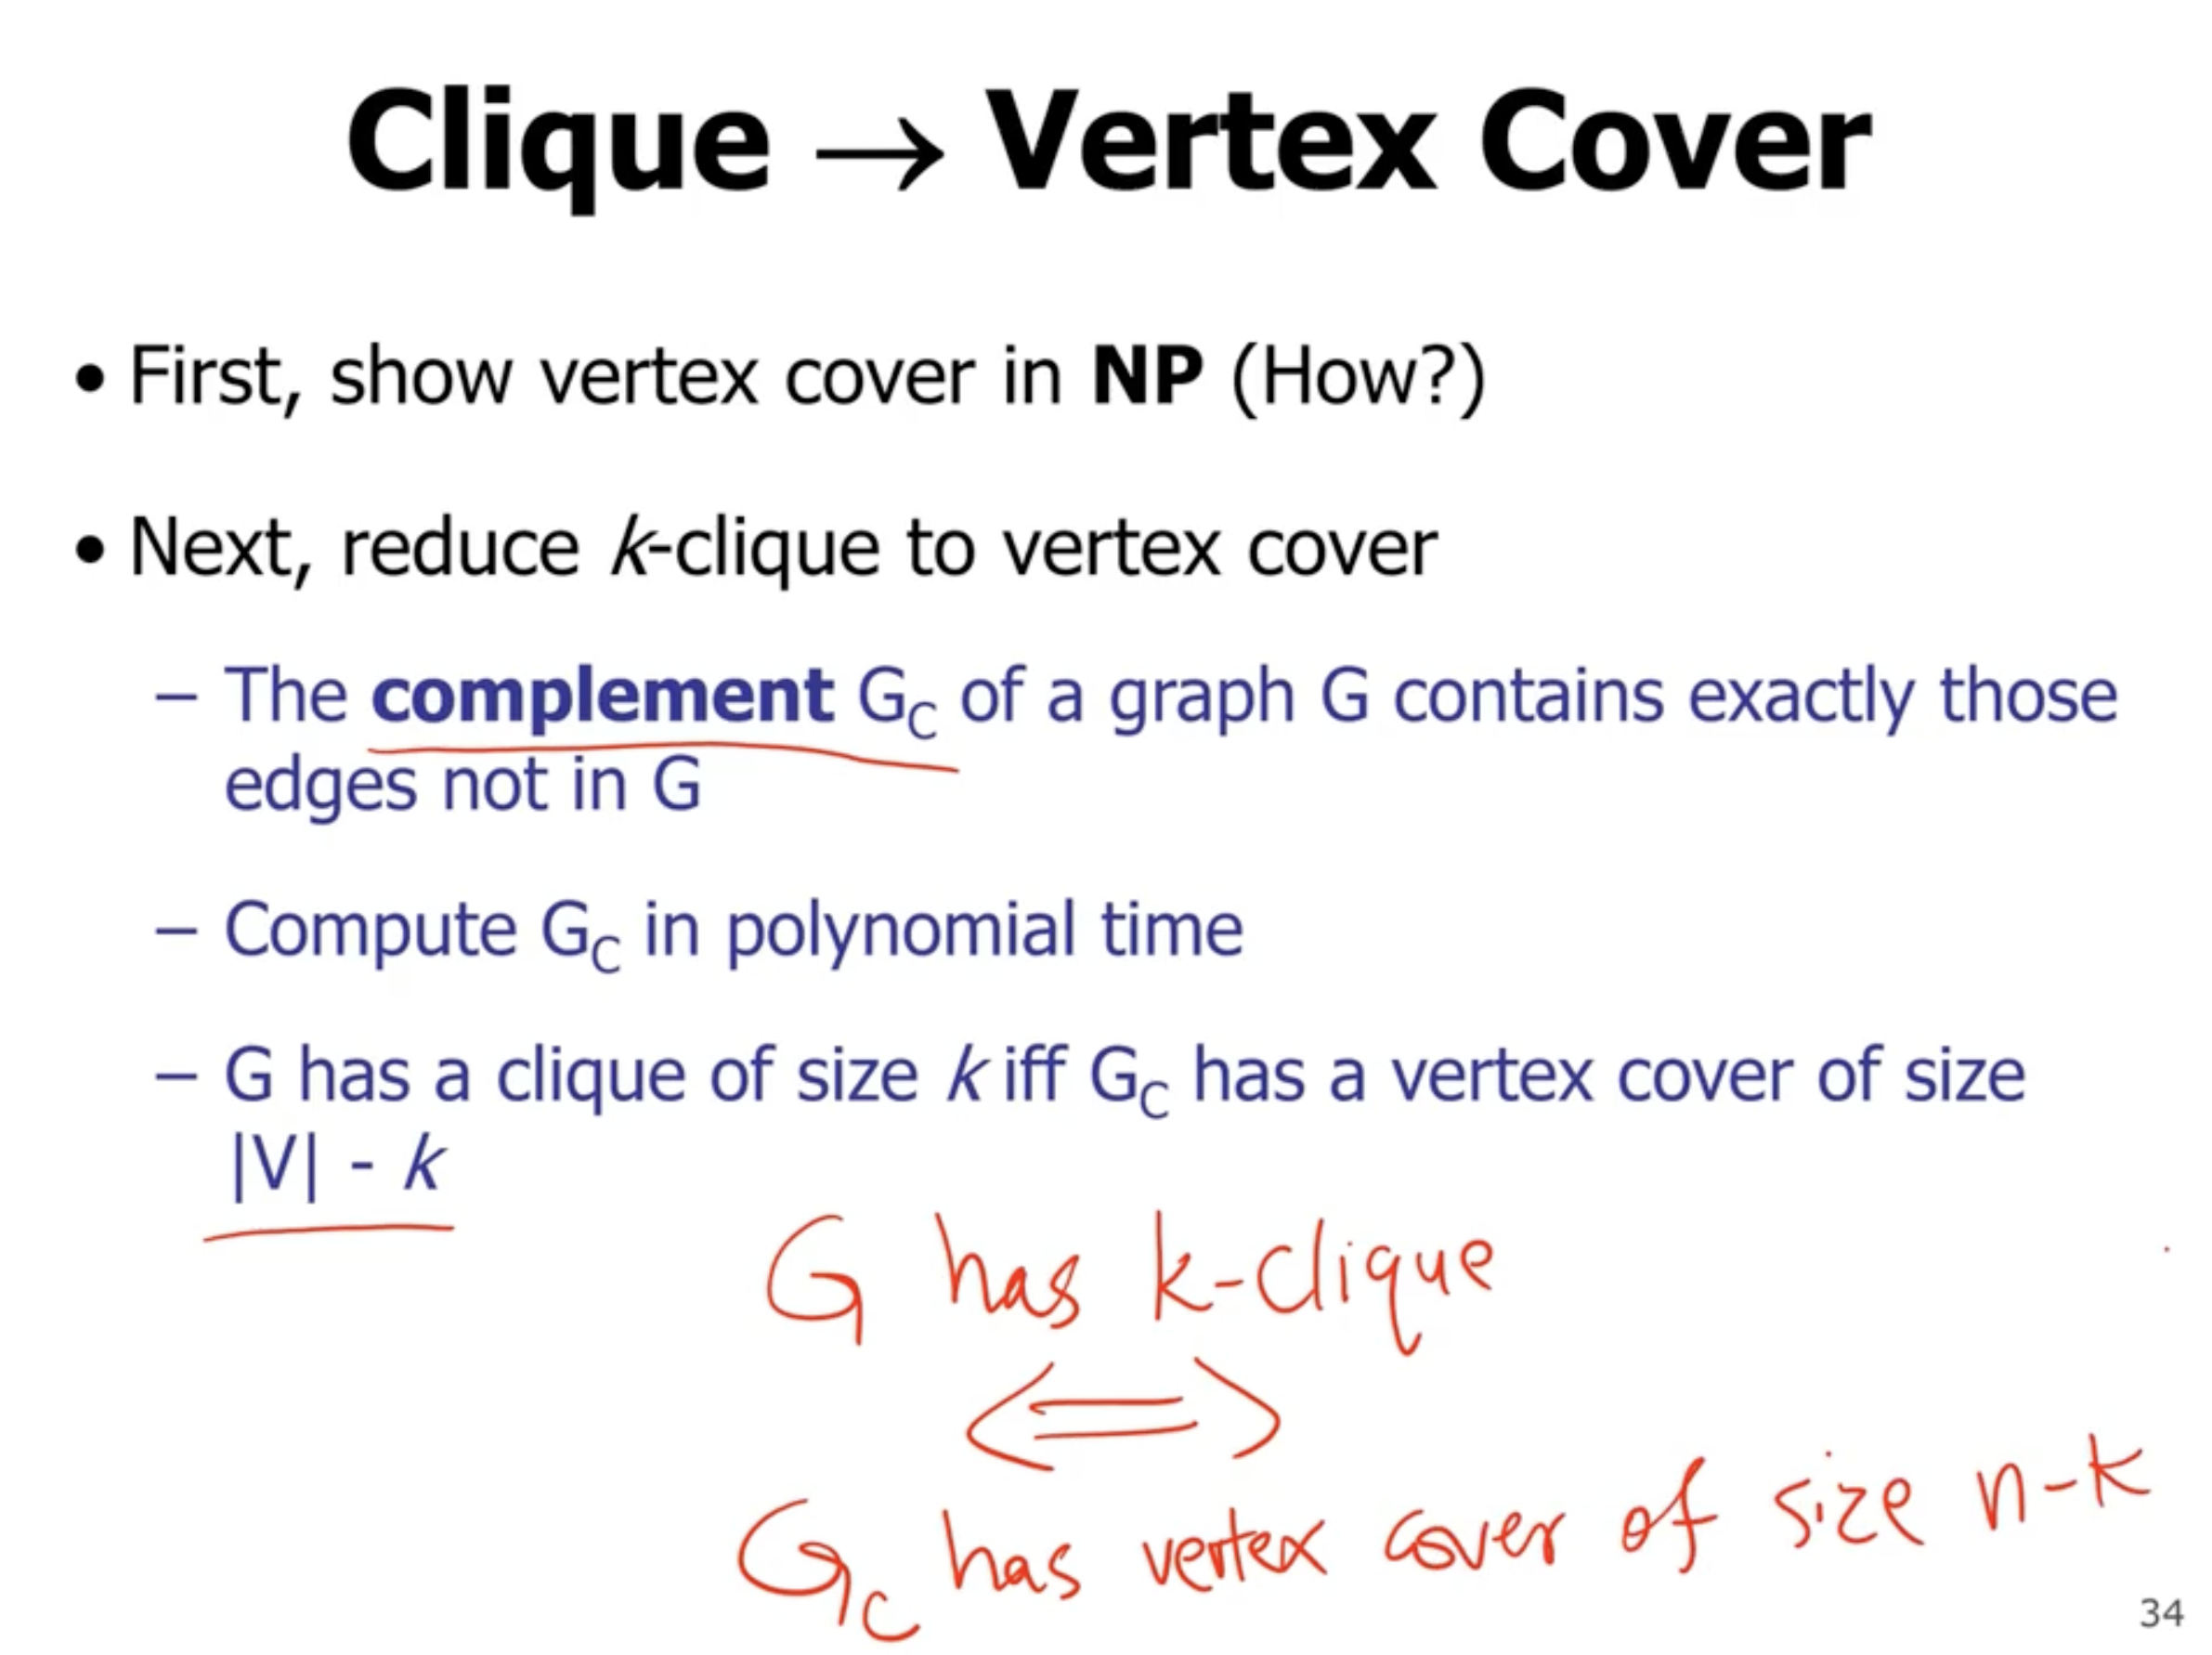 Clique → Vertex Cover
• First, show vertex cover in NP (How?)
• Next, reduce k-clique to vertex cover
– The complement G_C of a graph G contains exactly those
edges not in G
– Compute G_C in polynomial time
– G has a clique of size k iff G_C has a vertex cover of size
|V| - k
G has k-clique
⟺
G_C has vertex cover of size n-k
34